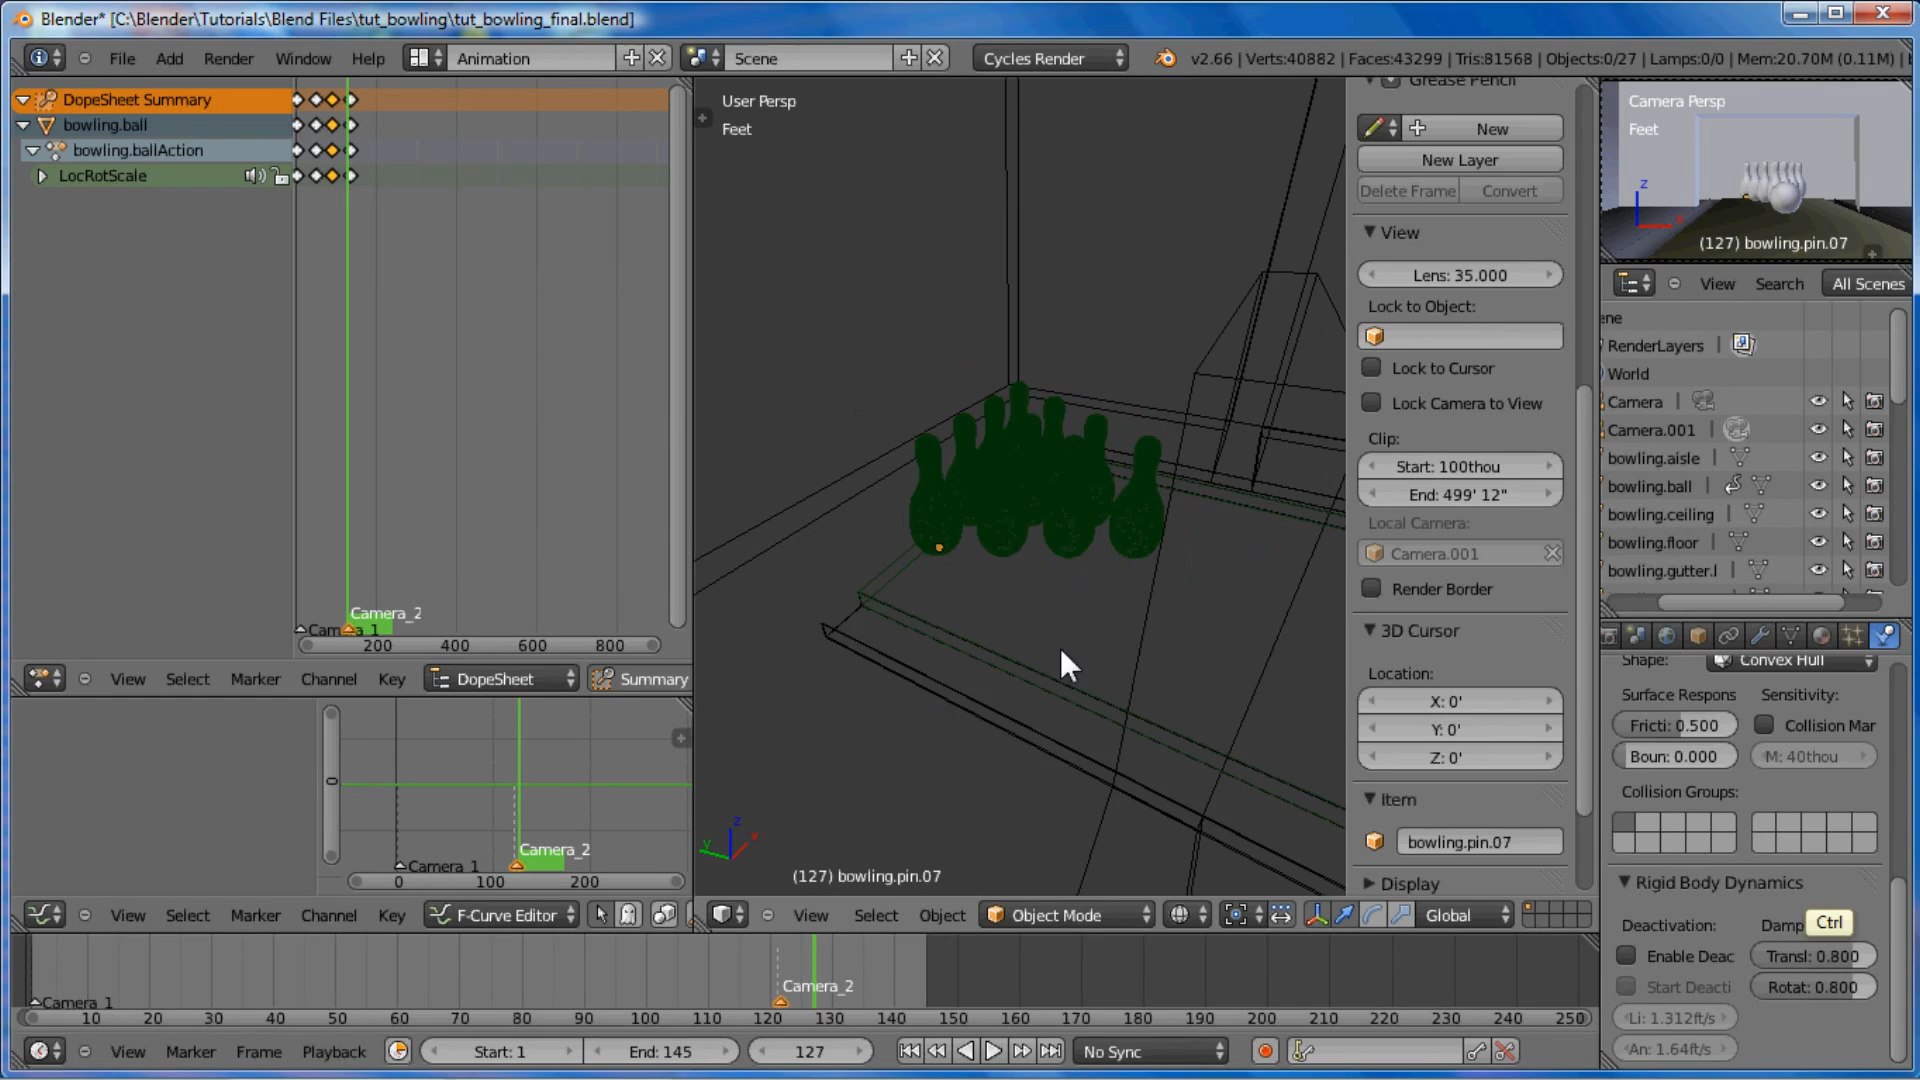 Blender* [C:\Blender\Tutorials\Blend Files\tut_bowling\tut_bowling_final.blend]
File Add Render Window Help Animation Scene Cycles Render v2.66 | Verts:40882 | Faces:43299 | Tris:81568 | Objects:0/27 | Lamps:0/0 | Mem:20.70M (0.11M) |
DopeSheet Summary
bowling.ball
bowling.ballAction
LocRotScale
Camera_2
Camera_1
200 400 600 800
View Select Marker Channel Key DopeSheet Summary
0
Camera_2
Camera_1
0 100 200
View Select Marker Channel Key F-Curve Editor
User Persp
Feet
(127) bowling.pin.07
View Select Object Object Mode Global
Grease Pencil
New
New Layer
Delete Frame Convert
View
Lens: 35.000
Lock to Object:
Lock to Cursor
Lock Camera to View
Clip:
Start: 100thou
End: 499' 12"
Local Camera:
Camera.001
Render Border
3D Cursor
Location:
X: 0'
Y: 0'
Z: 0'
Item
bowling.pin.07
Display
Camera Persp
Feet
z
(127) bowling.pin.07
View Search All Scenes
ene
RenderLayers
World
Camera
Camera.001
bowling.aisle
bowling.ball
bowling.ceiling
bowling.floor
bowling.gutter.l
Shape: Convex Hull
Surface Respons Sensitivity:
Fricti: 0.500 Collision Mar
Boun: 0.000 M: 40thou
Collision Groups:
Rigid Body Dynamics
Deactivation: Damp
Ctrl
Enable Deac Transl: 0.800
Start Deacti Rotat: 0.800
Li: 1.312ft/s
An: 1.64ft/s
z
y x
Camera_2
Camera_1
10 20 30 40 50 60 70 80 90 100 110 120 130 140 150 160 170 180 190 200 210 220 230 240 250
View Marker Frame Playback Start: 1 End: 145 127 No Sync